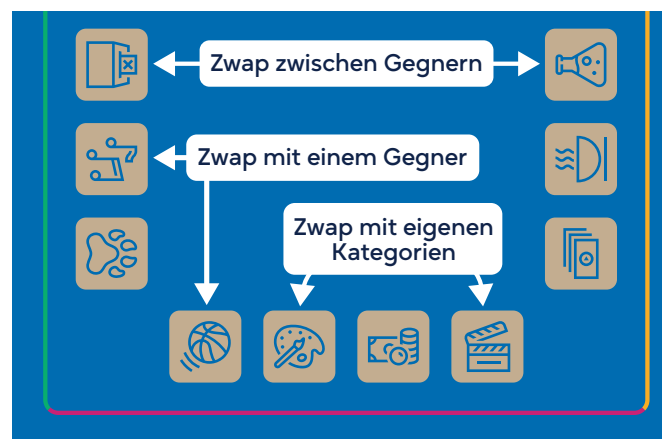 Zwap zwischen Gegnern
Zwap mit einem Gegner
Zwap mit eigenen
Kategorien